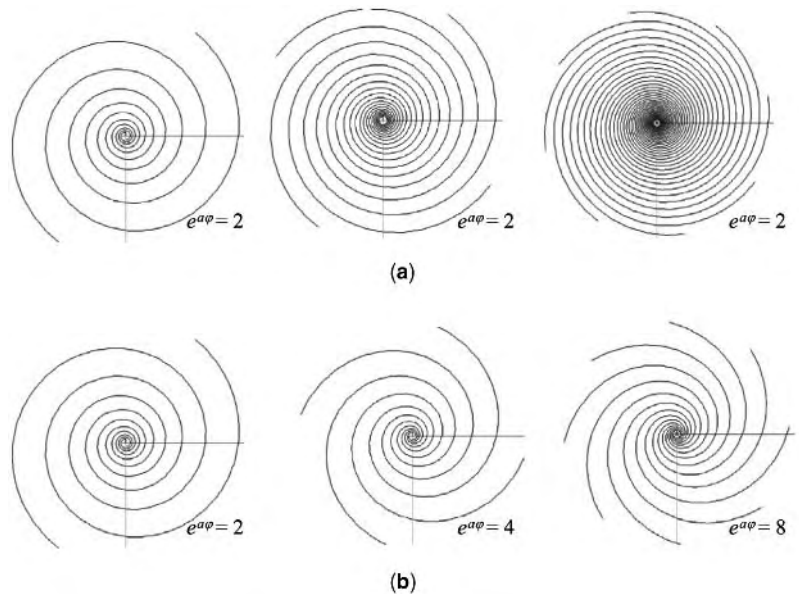 e^{aφ} = 2
e^{aφ} = 2
e^{aφ} = 2
(a)
e^{aφ} = 2
e^{aφ} = 4
e^{aφ} = 8
(b)